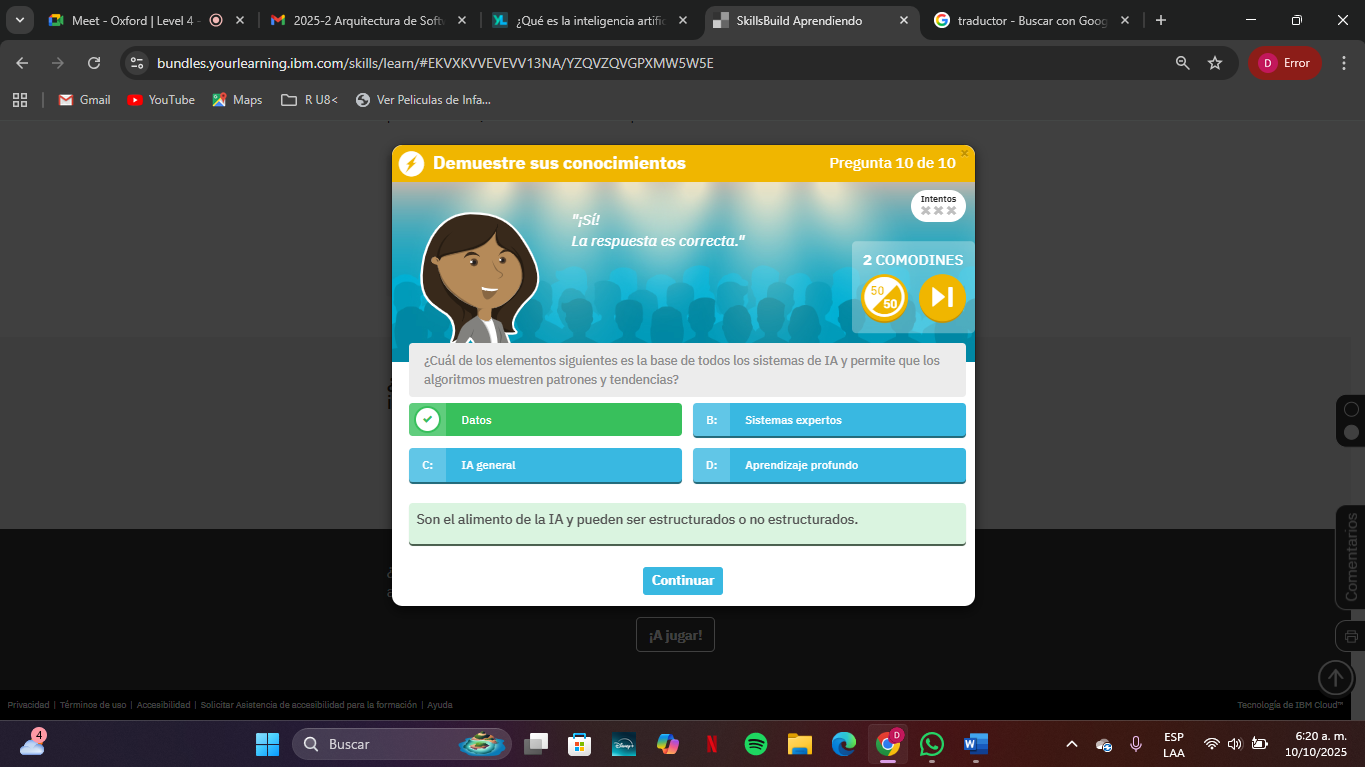 Meet - Oxford | Level 4 -
2025-2 Arquitectura de Softw
¿Qué es la inteligencia artific
SkillsBuild Aprendiendo
traductor - Buscar con Goog
bundles.yourlearning.ibm.com/skills/learn/#EKVXKVVEVEVV13NA/YZQVZQVGPXMW5W5E
D Error
Gmail
YouTube
Maps
R U8<
Ver Peliculas de Infa...
Demuestre sus conocimientos
Pregunta 10 de 10
Intentos
"¡Sí!
La respuesta es correcta."
2 COMODINES
50
50
¿Cuál de los elementos siguientes es la base de todos los sistemas de IA y permite que los
algoritmos muestren patrones y tendencias?
Datos
B: Sistemas expertos
C: IA general
D: Aprendizaje profundo
Son el alimento de la IA y pueden ser estructurados o no estructurados.
Continuar
¡A jugar!
Comentarios
Privacidad | Términos de uso | Accesibilidad | Solicitar Asistencia de accesibilidad para la formación | Ayuda
Tecnología de IBM Cloud™
4
Buscar
Disney+
N
D
W
ESP
LAA
6:20 a. m.
10/10/2025